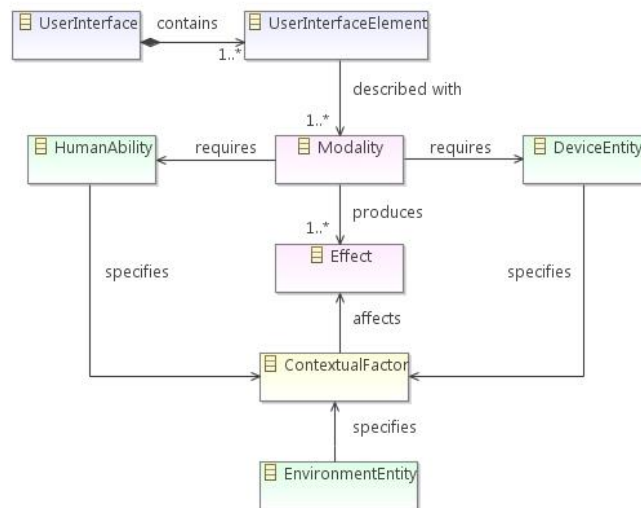 contains
UserInterface
UserInterfaceElement
1..*
described with
1..*
HumanAbility
requires
Modality
requires
DeviceEntity
produces
1..*
Effect
specifies
specifies
affects
ContextualFactor
specifies
EnvironmentEntity